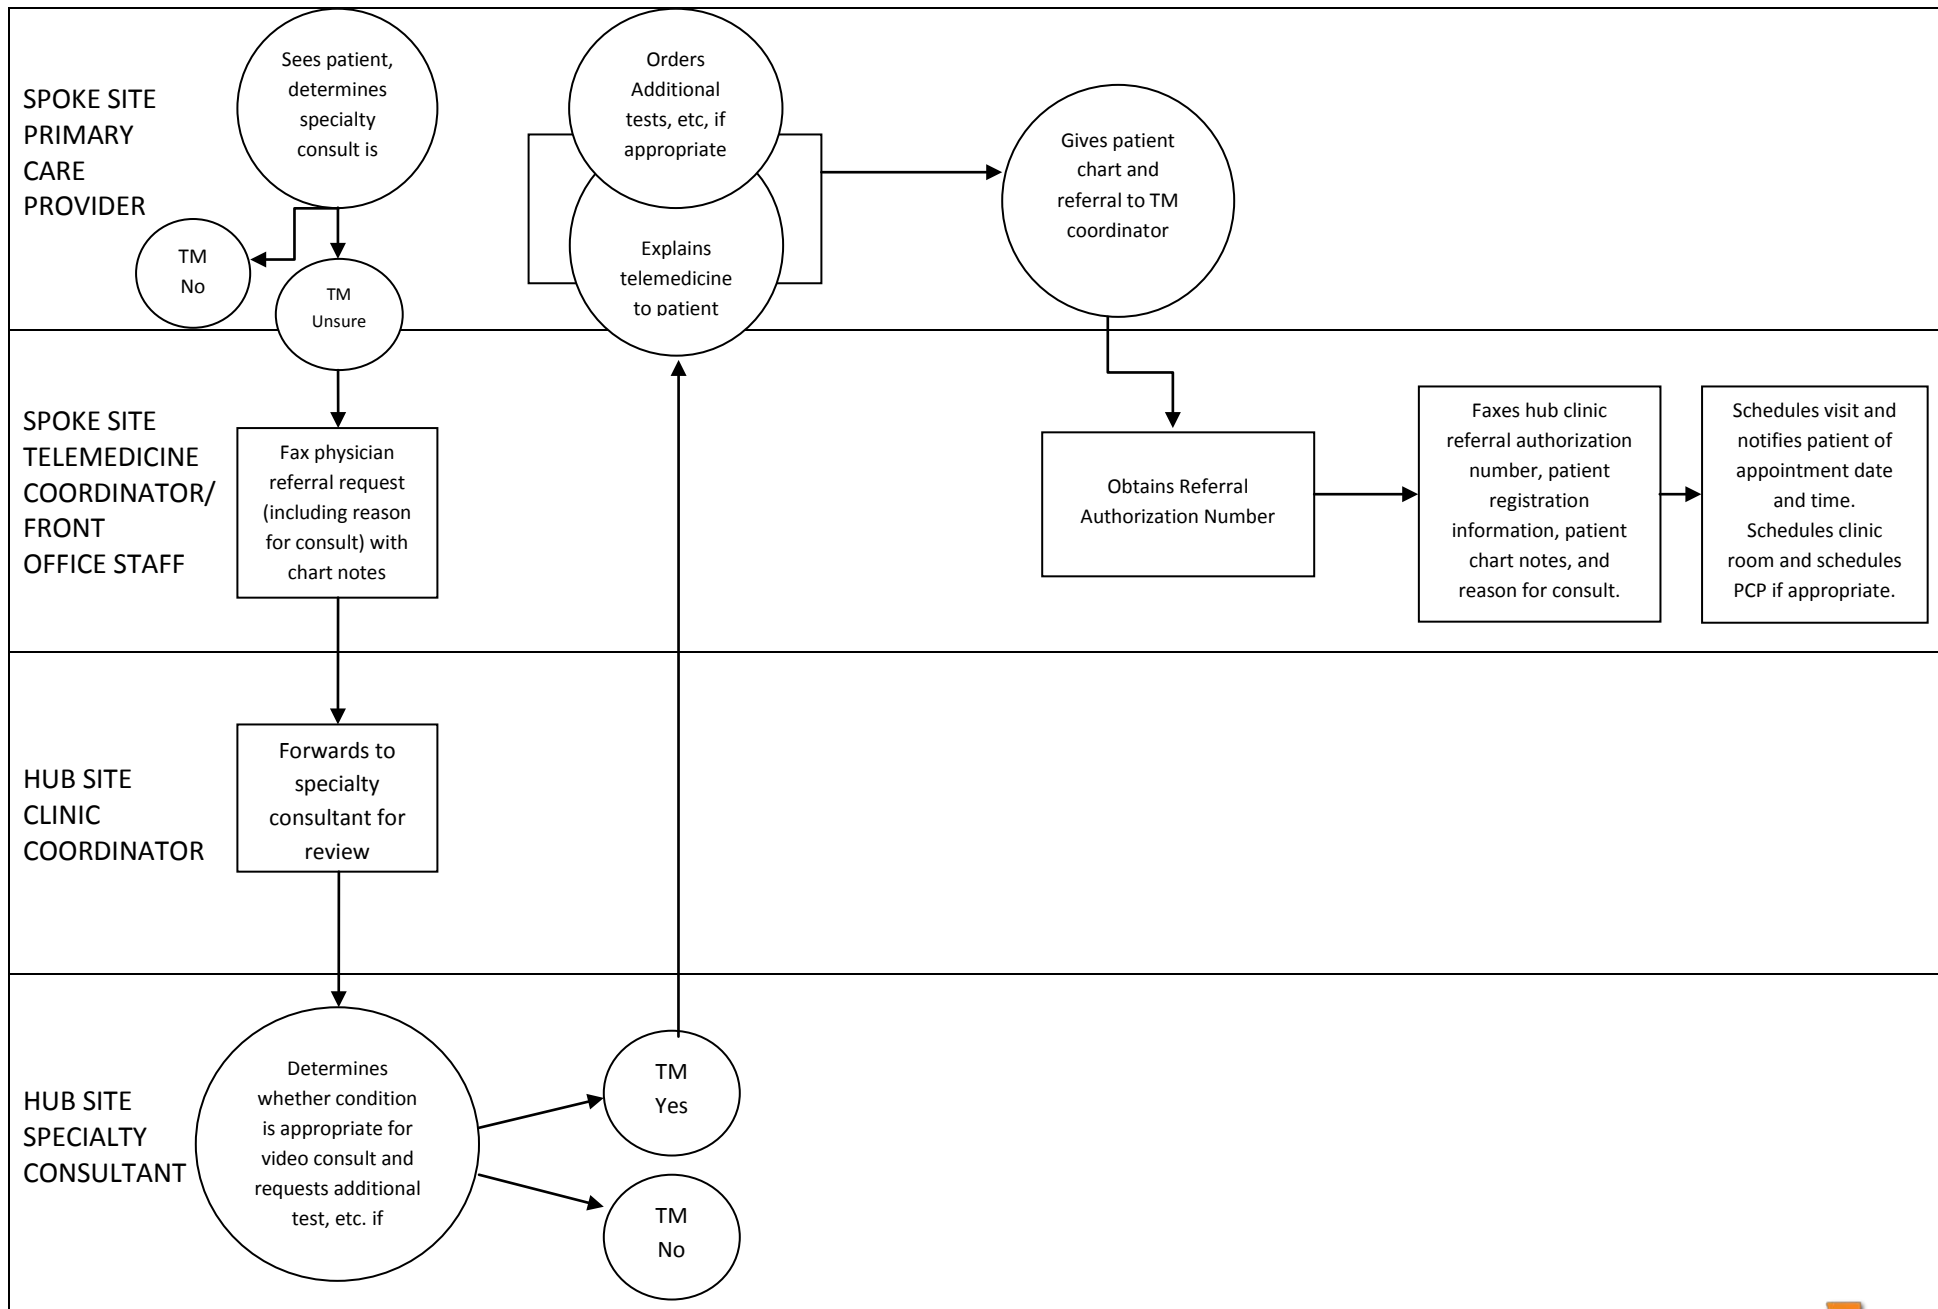 SPOKE SITE
PRIMARY
CARE
PROVIDER
Sees patient,
determines
specialty
consult is
TM
No
TM
Unsure
Orders
Additional
tests, etc, if
appropriate
Explains
telemedicine
to patient
Gives patient
chart and
referral to TM
coordinator
SPOKE SITE
TELEMEDICINE
COORDINATOR/
FRONT
OFFICE STAFF
Fax physician
referral request
(including reason
for consult) with
chart notes
Obtains Referral
Authorization Number
Faxes hub clinic
referral authorization
number, patient
registration
information, patient
chart notes, and
reason for consult.
Schedules visit and
notifies patient of
appointment date
and time.
Schedules clinic
room and schedules
PCP if appropriate.
HUB SITE
CLINIC
COORDINATOR
Forwards to
specialty
consultant for
review
HUB SITE
SPECIALTY
CONSULTANT
Determines
whether condition
is appropriate for
video consult and
requests additional
test, etc. if
TM
Yes
TM
No